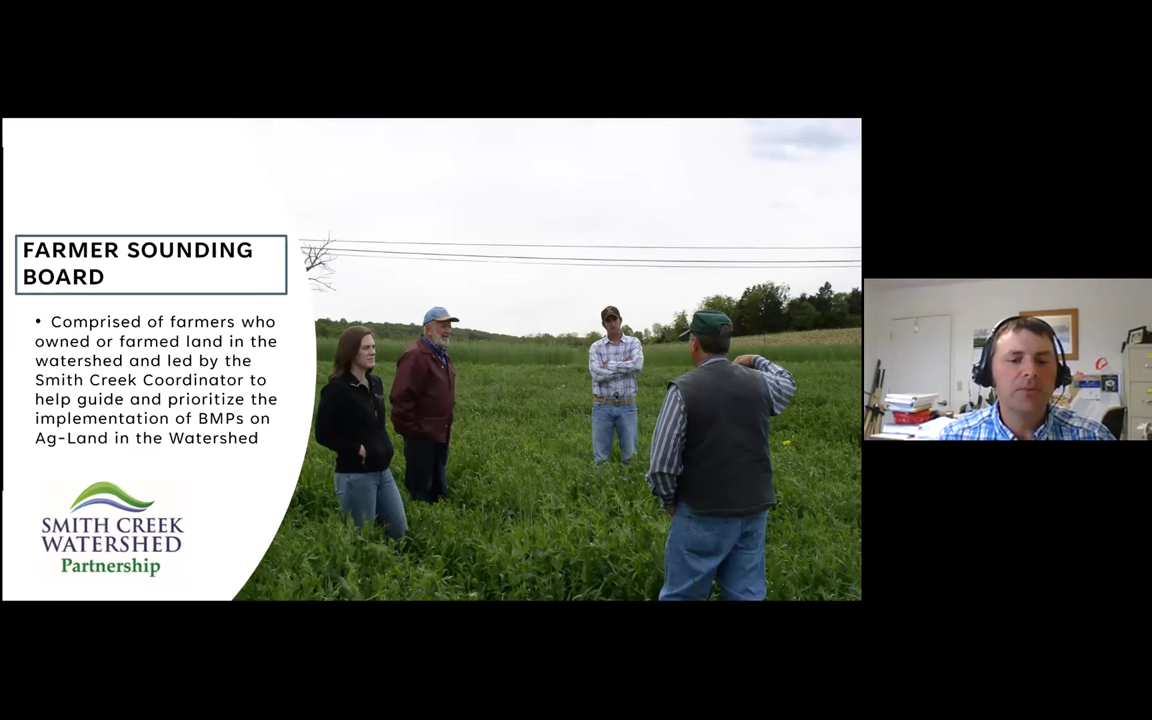 FARMER SOUNDING
BOARD
• Comprised of farmers who
owned or farmed land in the
watershed and led by the
Smith Creek Coordinator to
help guide and prioritize the
implementation of BMPs on
Ag-Land in the Watershed
SMITH CREEK
WATERSHED
Partnership